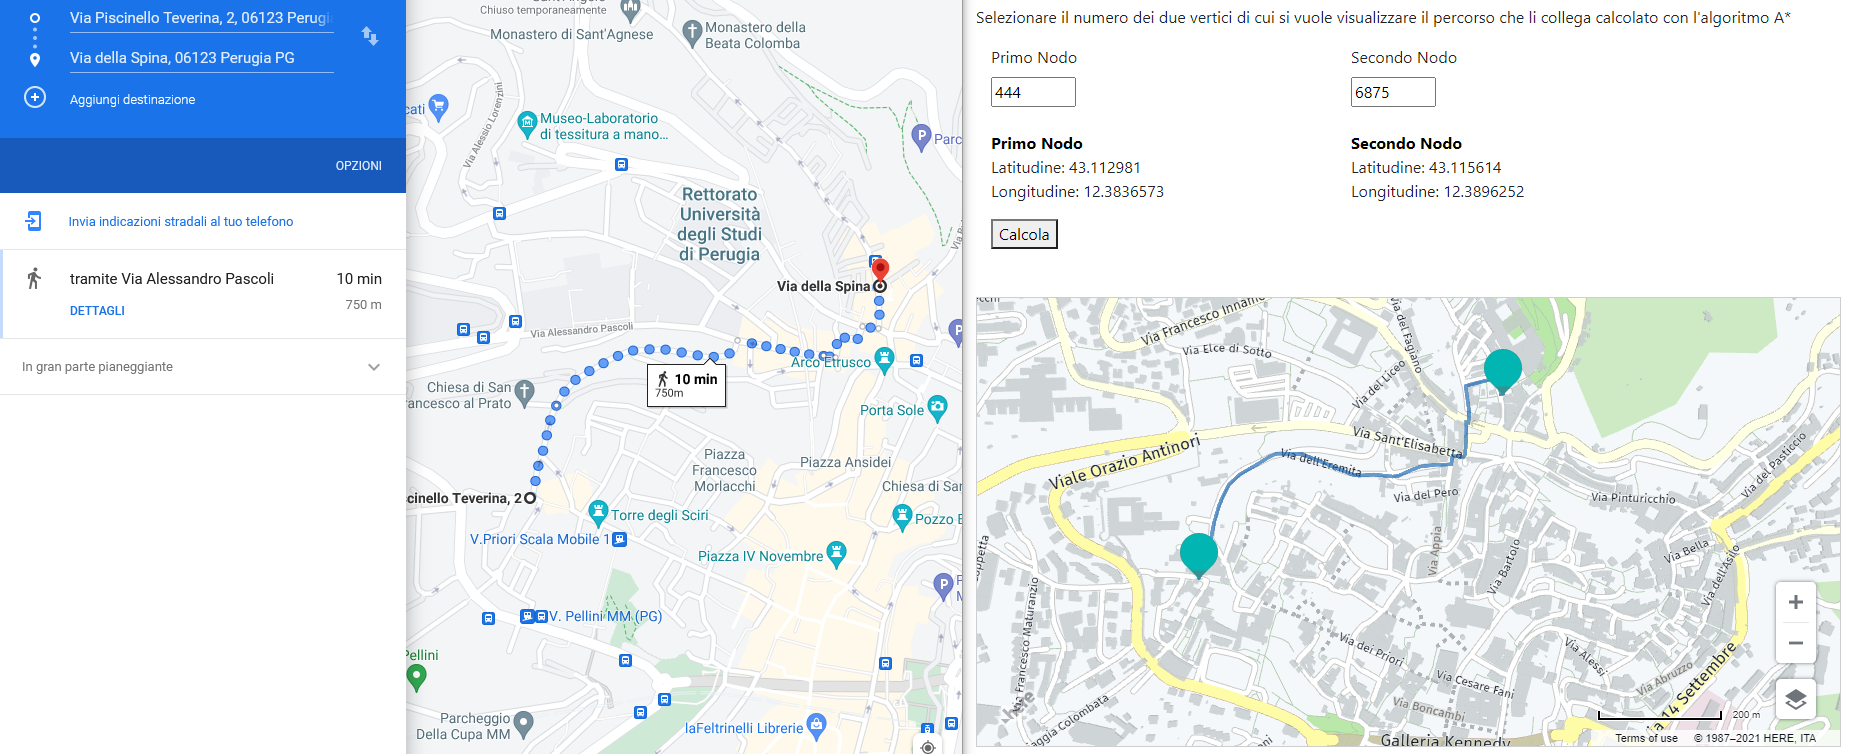 Via Piscinello Teverina, 2, 06123 Perugi
Via della Spina, 06123 Perugia PG
Aggiungi destinazione
OPZIONI
Invia indicazioni stradali al tuo telefono
tramite Via Alessandro Pascoli
10 min
750 m
DETTAGLI
In gran parte pianeggiante
Chiuso temporaneamente
Monastero di Sant'Agnese
Monastero della
Beata Colomba
cati
Via Alessio Lorenzini
Museo-Laboratorio
di tessitura a mano...
Parc
Rettorato
Università
degli Studi
di Perugia
Via della Spina
Via Alessandro Pascoli
Arco Etrusco
10 min
750m
Chiesa di San
rancesco al Prato
Porta Sole
Piazza
Francesco
Morlacchi
Piazza Ansidei
scinello Teverina, 2
Chiesa di Sar
Torre degli Sciri
Pozzo E
V.Priori Scala Mobile 1
Piazza IV Novembre
V. Pellini MM (PG)
Pellini
Parcheggio
Della Cupa MM
laFeltrinelli Librerie
Selezionare il numero dei due vertici di cui si vuole visualizzare il percorso che li collega calcolato con l'algoritmo A*
Primo Nodo
Secondo Nodo
444
6875
Primo Nodo
Latitudine: 43.112981
Longitudine: 12.3836573
Secondo Nodo
Latitudine: 43.115614
Longitudine: 12.3896252
Calcola
Via Francesco Innam
Via Elce di Sotto
Via del Fagiano
Via del Liceo
Via Sant'Elisabetta
Viale Orazio Antinori
Via dell'Eremita
Via del Pero
Via Pinturicchio
Via del Pasticcio
Via Appia
Via Bartolo
Via Bella
Via dell'Asilo
oppetta
Via Francesco Maturanzio
Via dei Priori
Via Cesare Fani
Via Alessi
Via Abruzzo
Via Boncambi
aggia Colombata
ia 14 Settembre
Galleria Kennedy
200 m
Terms of use
© 1987–2021 HERE, ITA